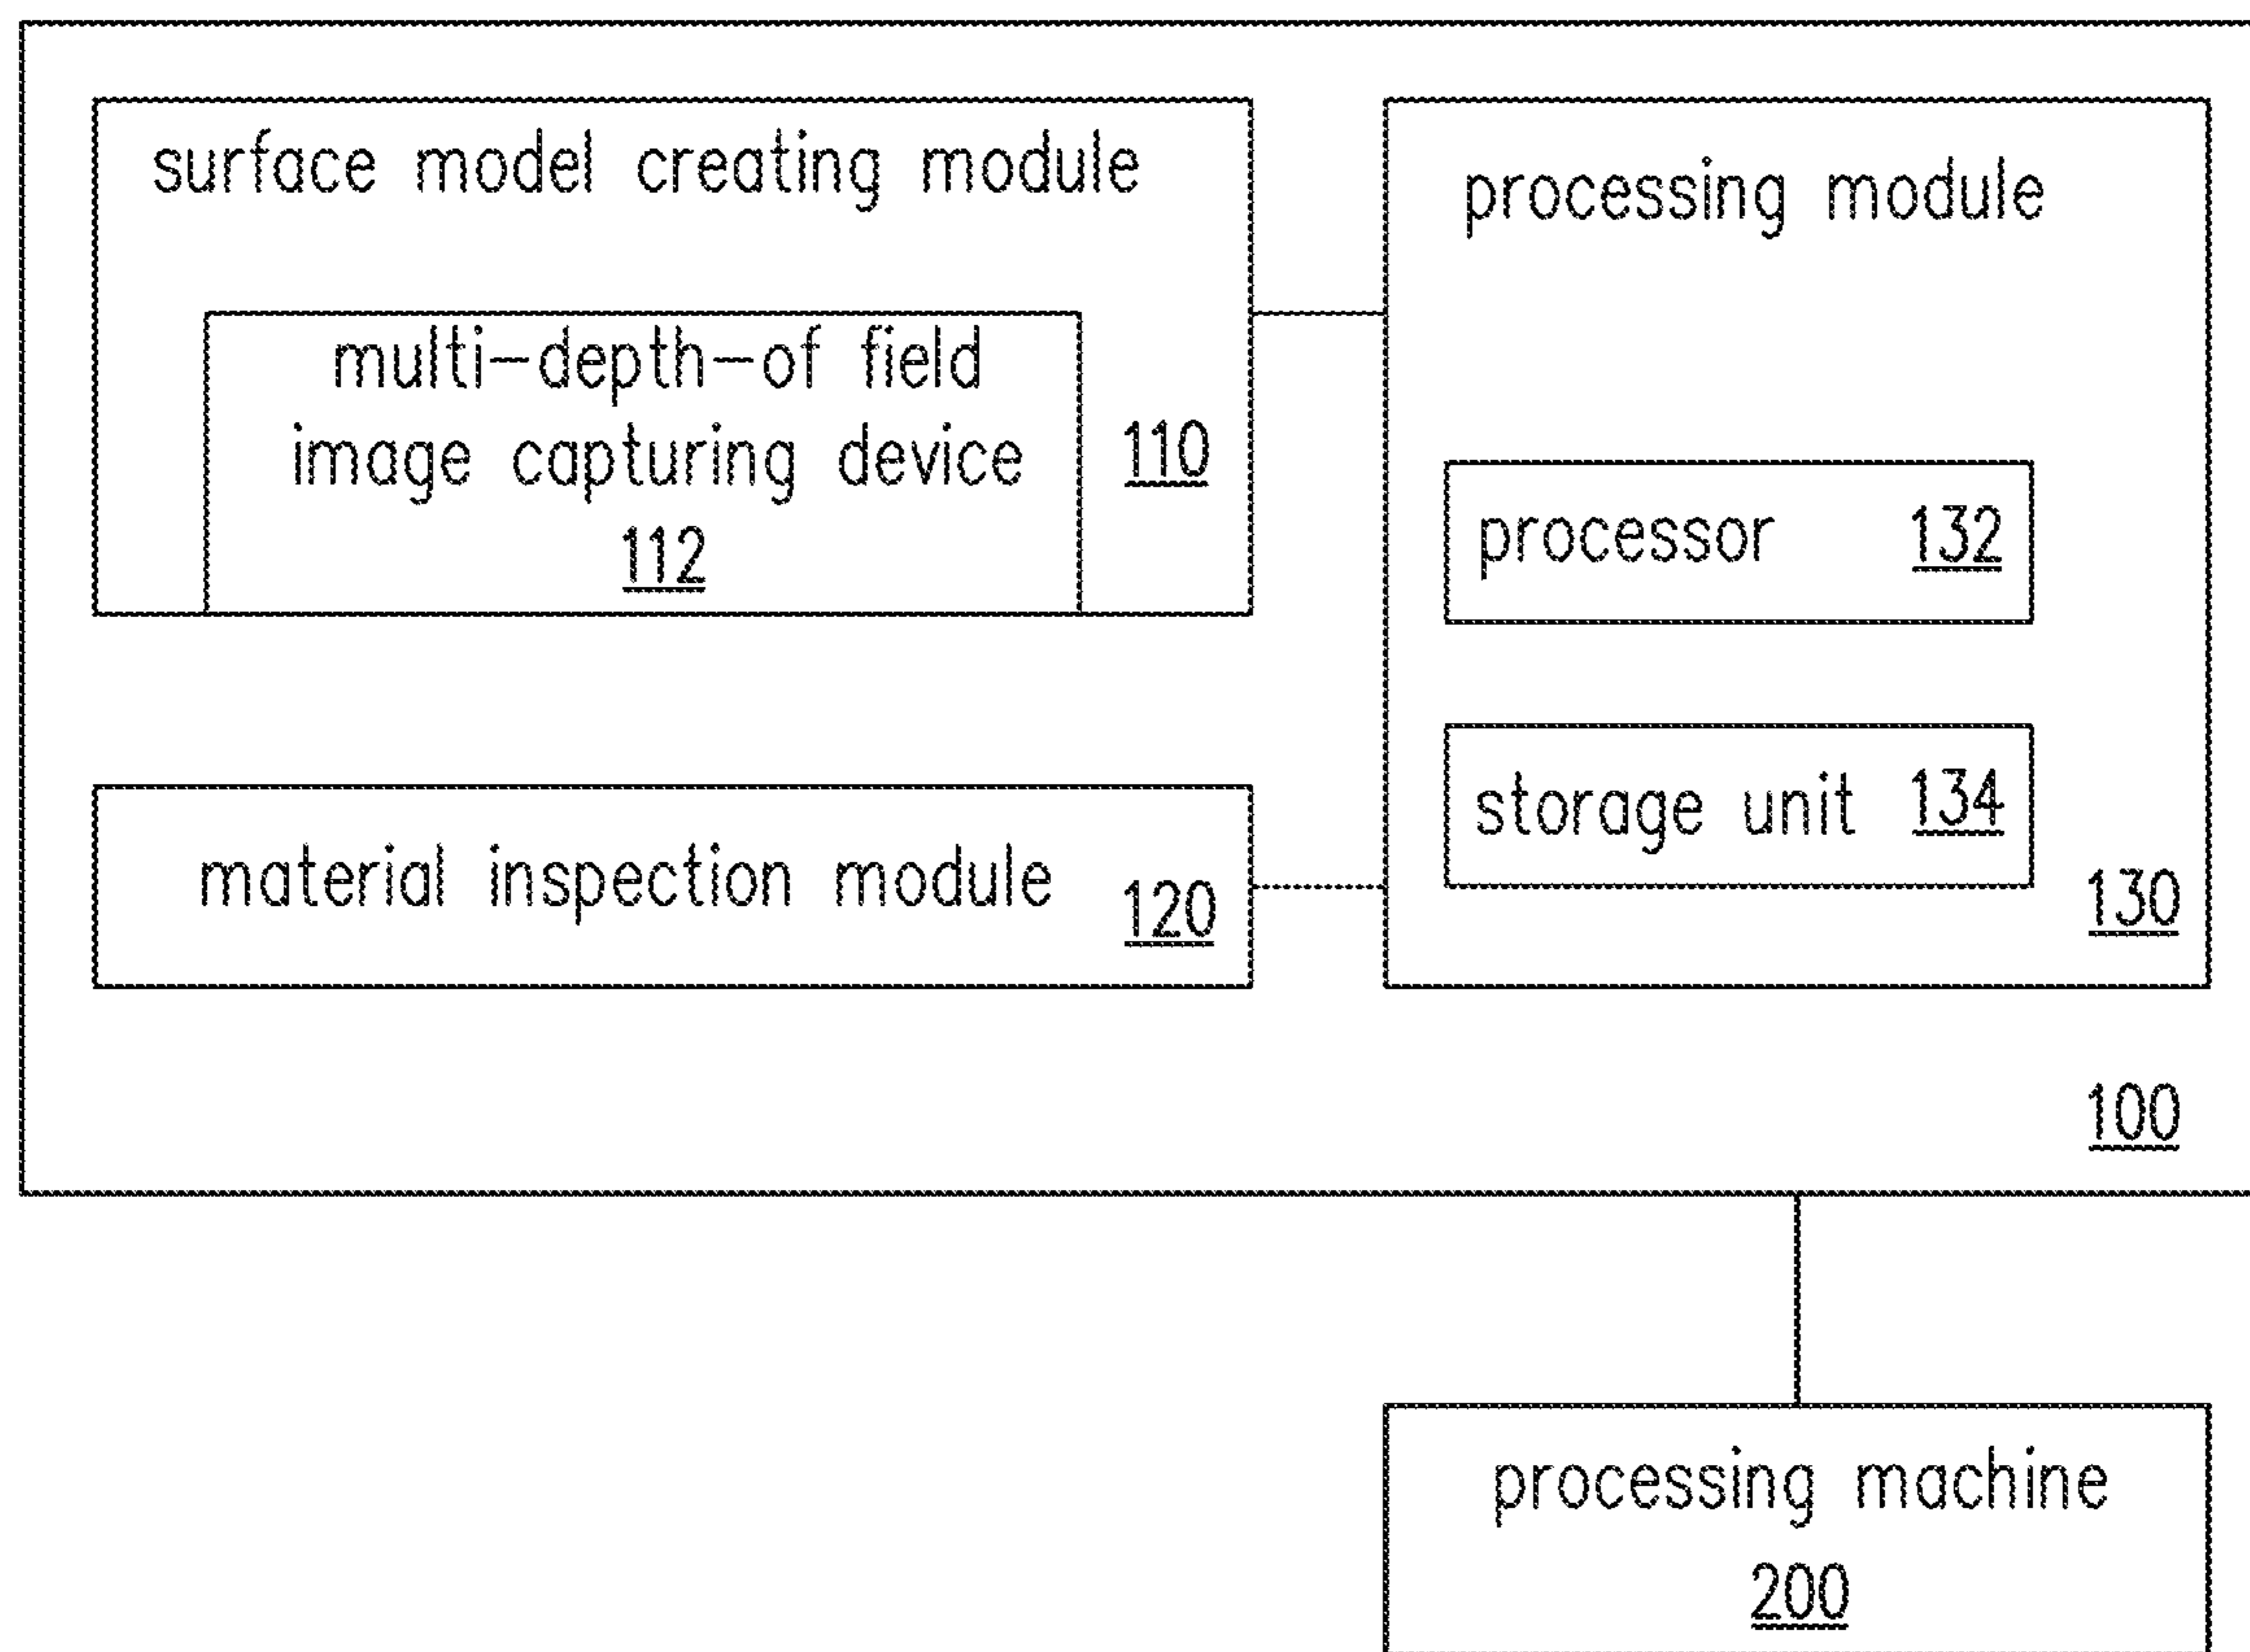 surface model creating module
multi-depth-of field
image capturing device
112
110
processing module
processor 132
storage unit 134
130
material inspection module 120
100
processing machine
200